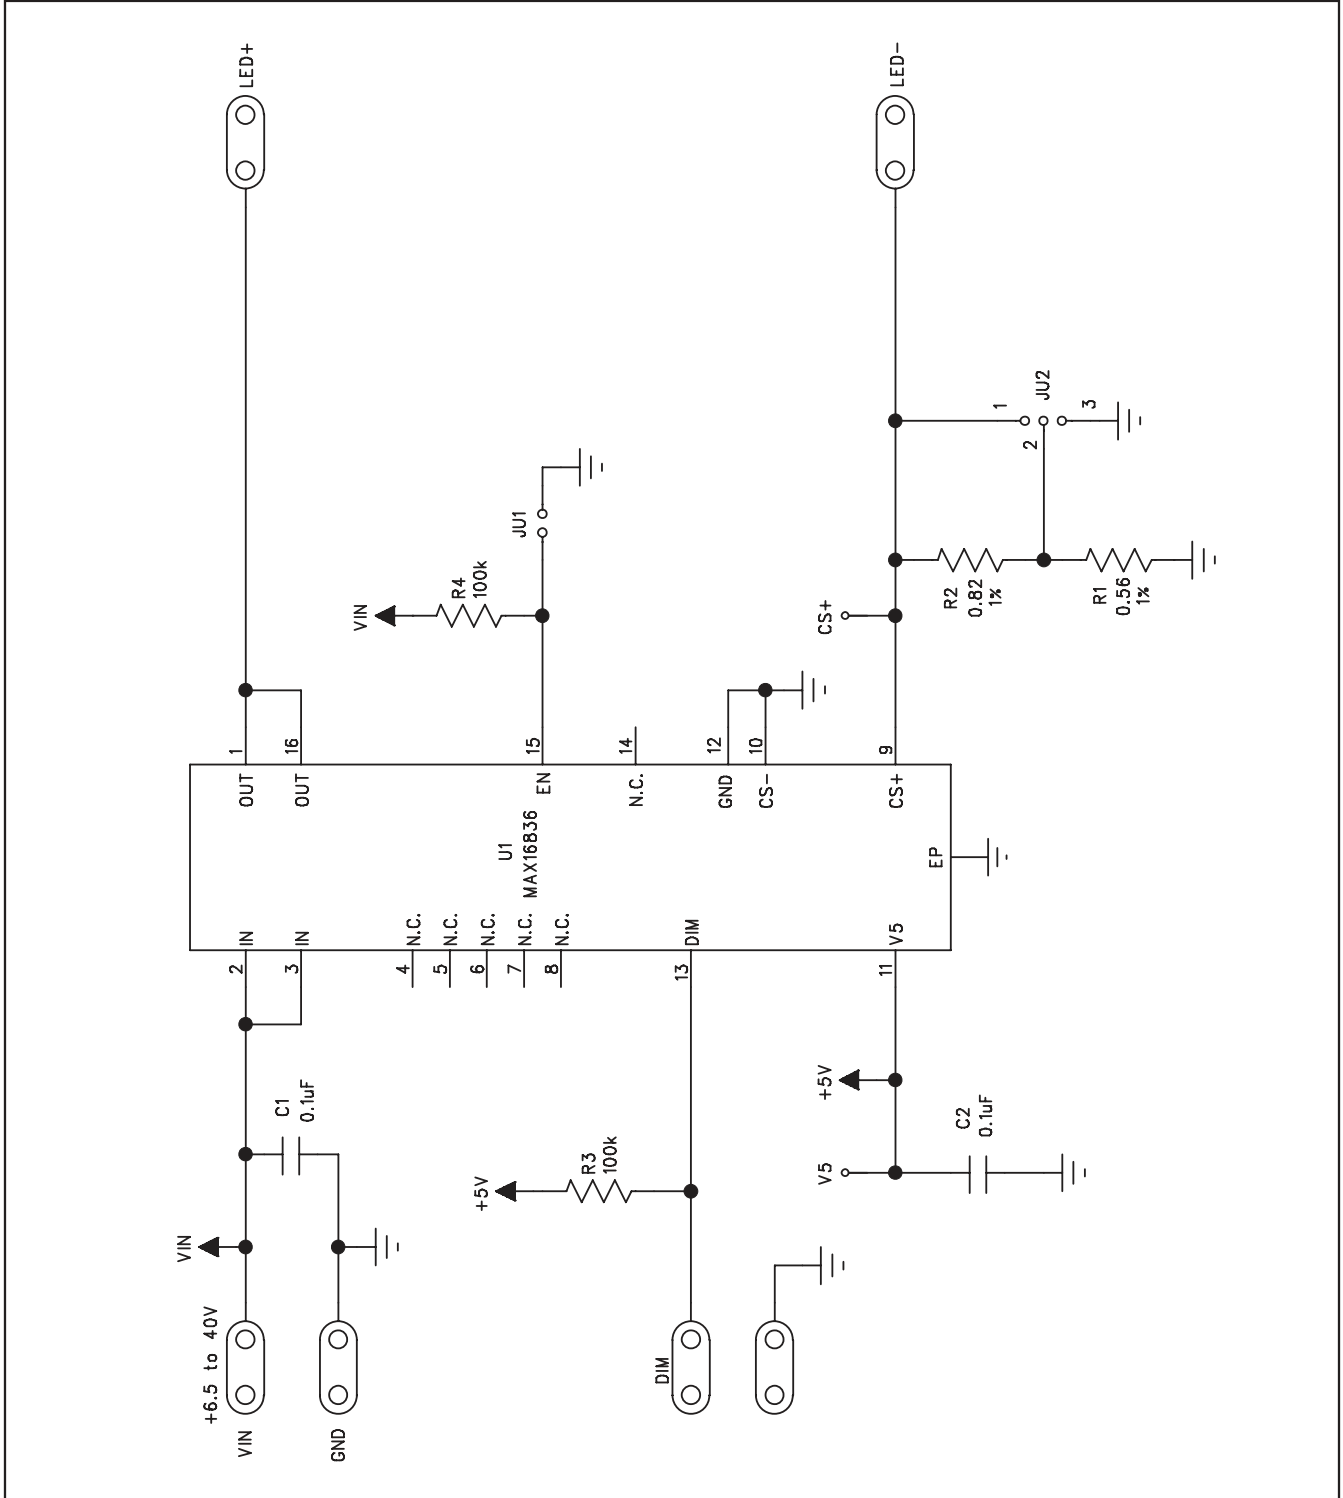 VIN
+6.5 to 40V
GND
VIN
C1
0.1uF
+5V
R3
100k
DIM
V5
+5V
C2
0.1uF
2
IN
3
IN
4
N.C.
5
N.C.
6
N.C.
7
N.C.
8
N.C.
13
DIM
11
V5
U1
MAX16836
EP
OUT
1
OUT
16
EN
15
N.C.
14
GND
12
CS-
10
CS+
9
VIN
R4
100k
JU1
CS+
R2
0.82
1%
R1
0.56
1%
1
2
3
JU2
LED+
LED-